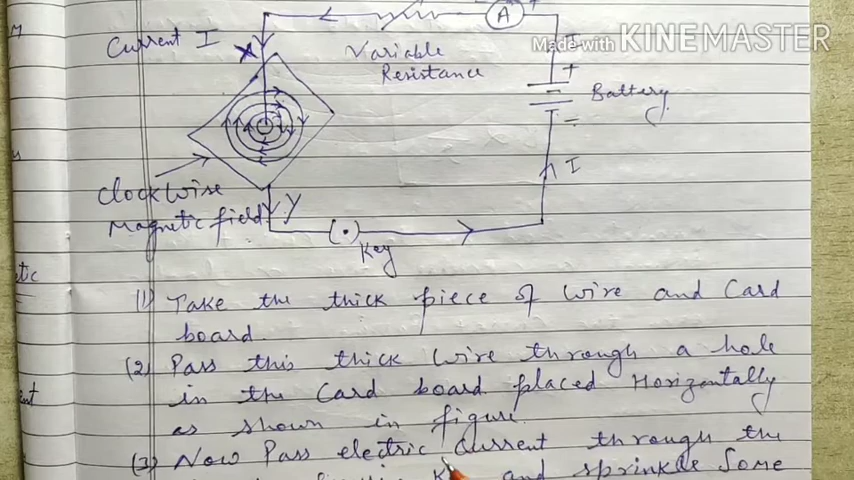 A
+
Current I
X
Variable
Resistance
I
Made with KINEMASTER
+
Battery
-
I
Clockwise
Magnetic field
Y
(•)
Key
(1) Take the thick piece of wire and Card
board.
(2) Pass this thick wire through a hole
in the Card board placed Horizontally
as shown in figure.
(3) Now Pass electric Current through the
and sprinkle Some